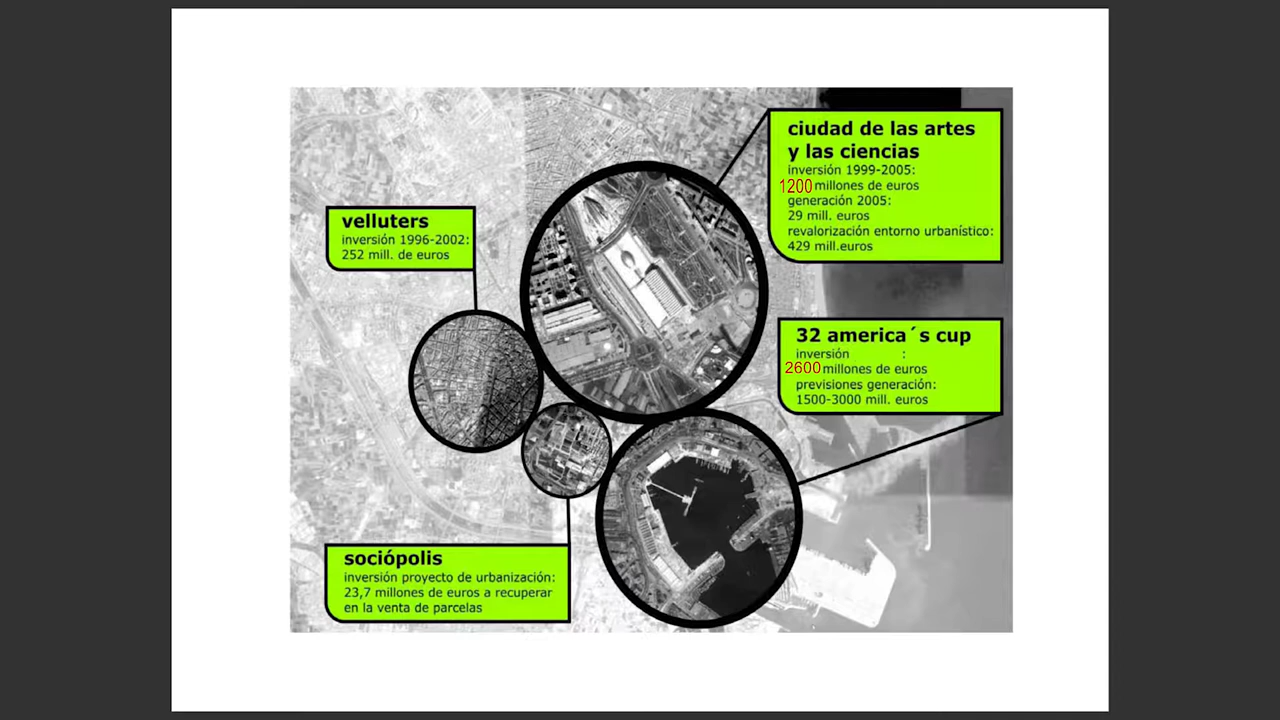 ciudad de las artes
y las ciencias
inversión 1999-2005:
1200 millones de euros
generación 2005:
29 mill. euros
revalorización entorno urbanístico:
429 mill.euros
velluters
inversión 1996-2002:
252 mill. de euros
32 america´s cup
inversión :
2600 millones de euros
previsiones generación:
1500-3000 mill. euros
sociópolis
inversión proyecto de urbanización:
23,7 millones de euros a recuperar
en la venta de parcelas